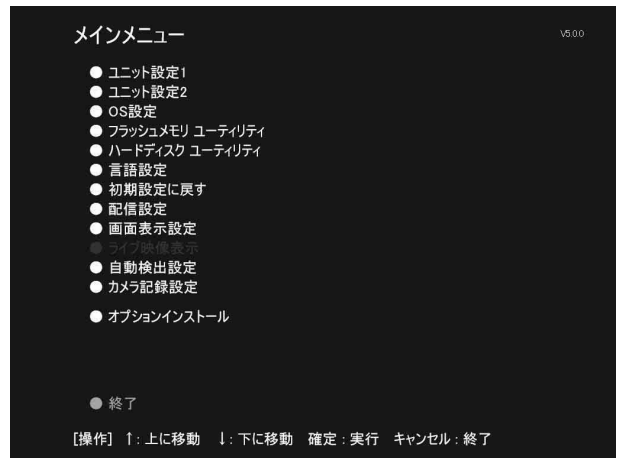 メインメニュー
V5.0.0
ユニット設定1
ユニット設定2
OS設定
フラッシュメモリ ユーティリティ
ハードディスク ユーティリティ
言語設定
初期設定に戻す
配信設定
画面表示設定
ライブ映像表示
自動検出設定
カメラ記録設定
オプションインストール
終了
[操作] ↑: 上に移動 ↓: 下に移動 確定 : 実行 キャンセル : 終了